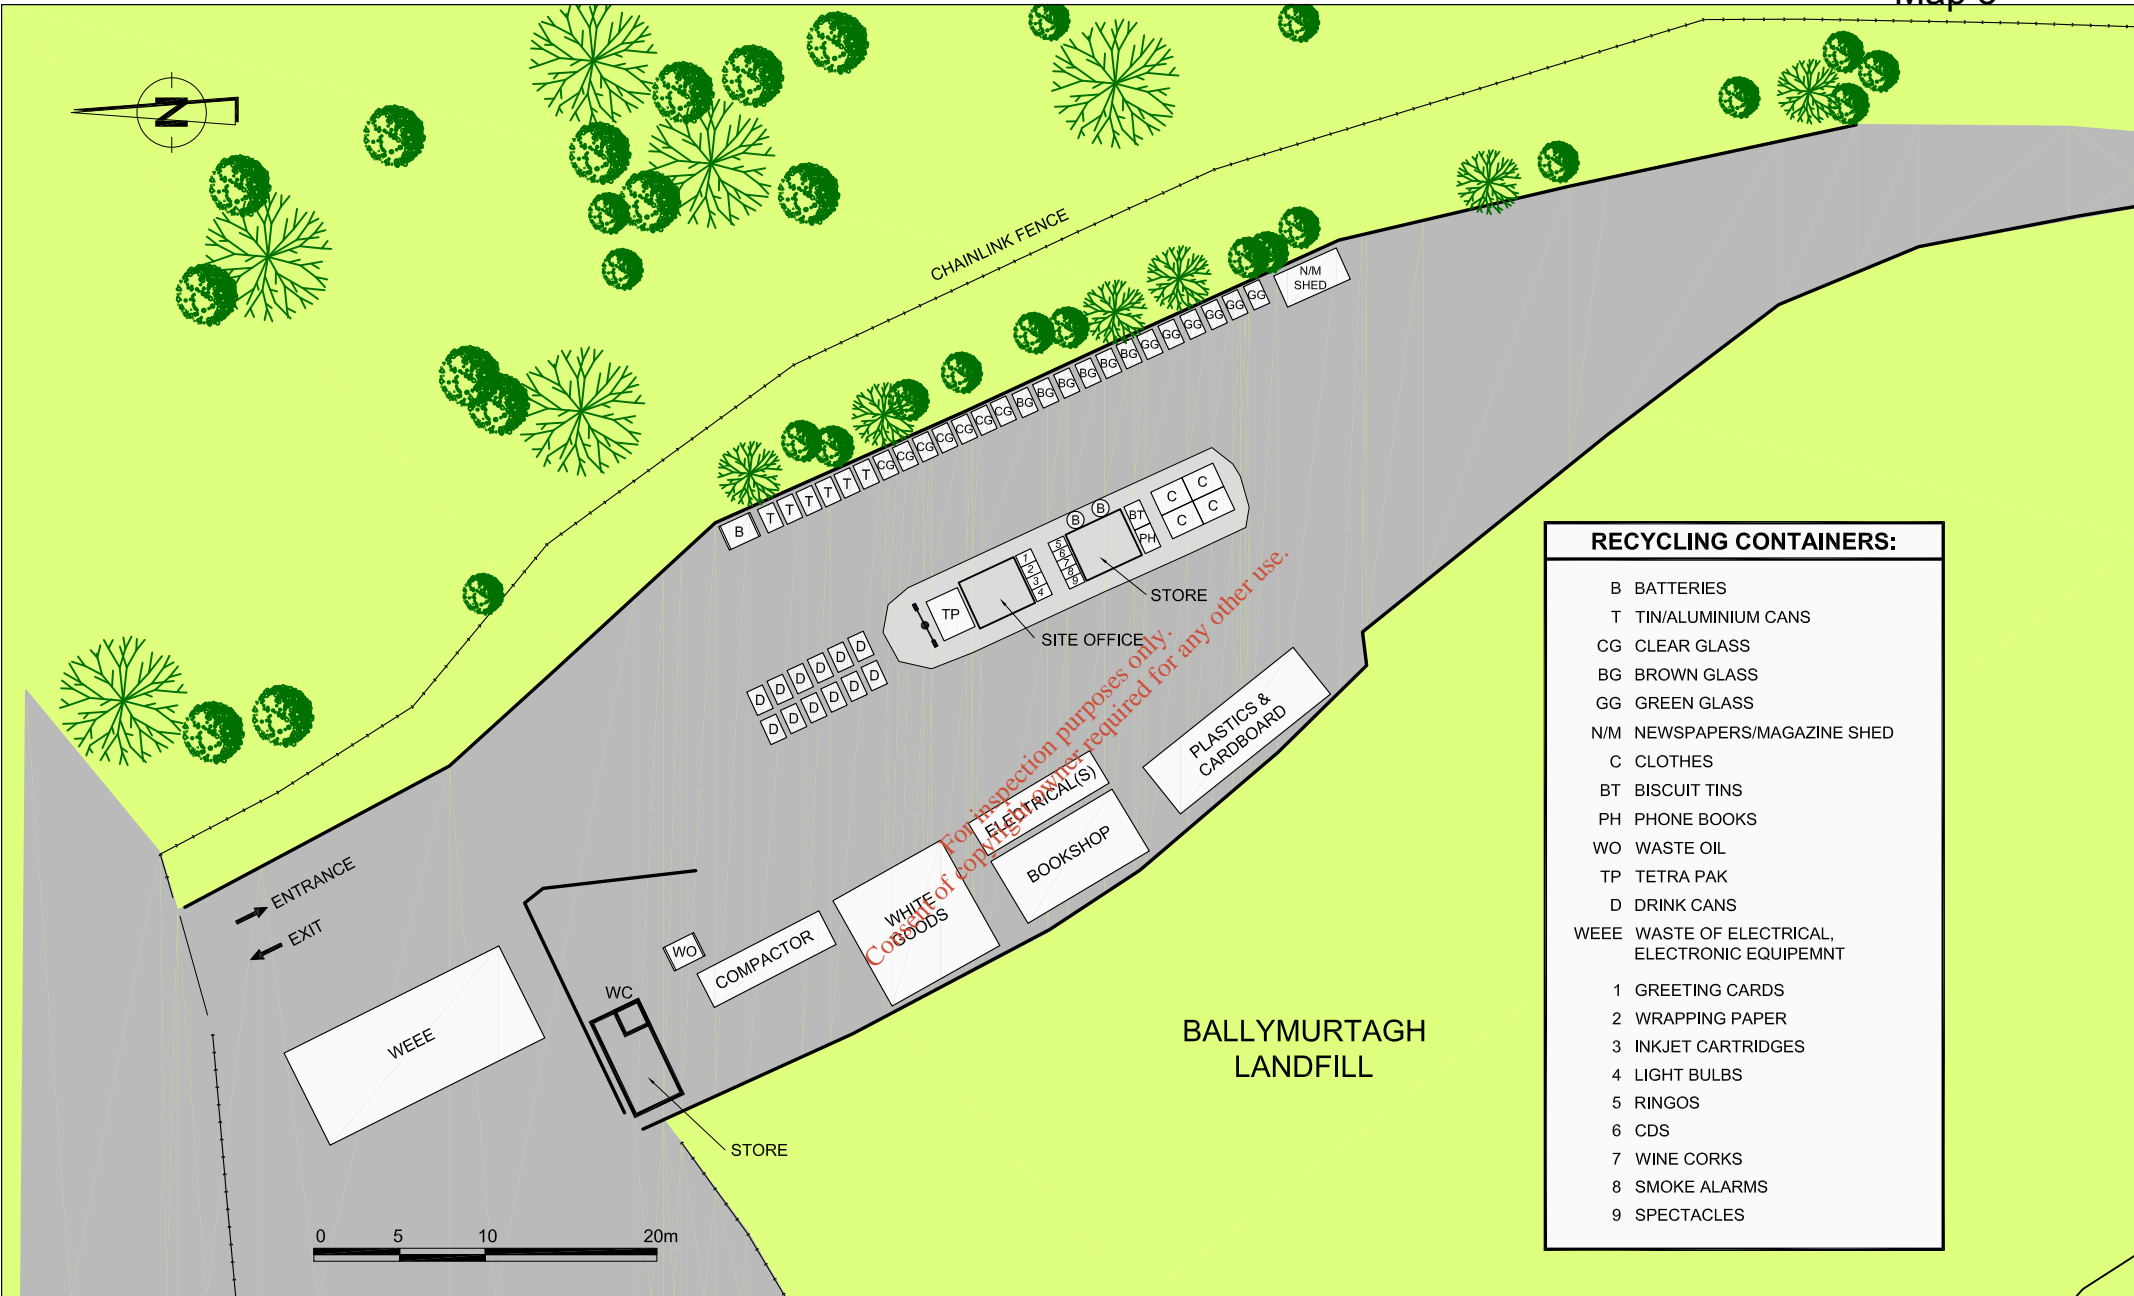 Map
N
CHAINLINK FENCE
N/M
SHED
B
T
T
T
T
T
T
CG
CG
CG
CG
CG
CG
CG
BG
BG
BG
BG
BG
BG
GG
GG
GG
GG
GG
GG
C
C
C
C
B
B
BT
PH
5
6
7
8
9
1
2
3
4
TP
STORE
SITE OFFICE
D
D
D
D
D
D
D
D
D
D
D
D
PLASTICS &
CARDBOARD
ELECTRICAL(S)
BOOKSHOP
WHITE
GOODS
COMPACTOR
WO
WC
STORE
WEEE
ENTRANCE
EXIT
BALLYMURTAGH
LANDFILL
0 5 10 20m
For inspection purposes only.
Consent of copyright owner required for any other use.
RECYCLING CONTAINERS:
B BATTERIES
T TIN/ALUMINIUM CANS
CG CLEAR GLASS
BG BROWN GLASS
GG GREEN GLASS
N/M NEWSPAPERS/MAGAZINE SHED
C CLOTHES
BT BISCUIT TINS
PH PHONE BOOKS
WO WASTE OIL
TP TETRA PAK
D DRINK CANS
WEEE WASTE OF ELECTRICAL,
ELECTRONIC EQUIPEMNT
1 GREETING CARDS
2 WRAPPING PAPER
3 INKJET CARTRIDGES
4 LIGHT BULBS
5 RINGOS
6 CDS
7 WINE CORKS
8 SMOKE ALARMS
9 SPECTACLES